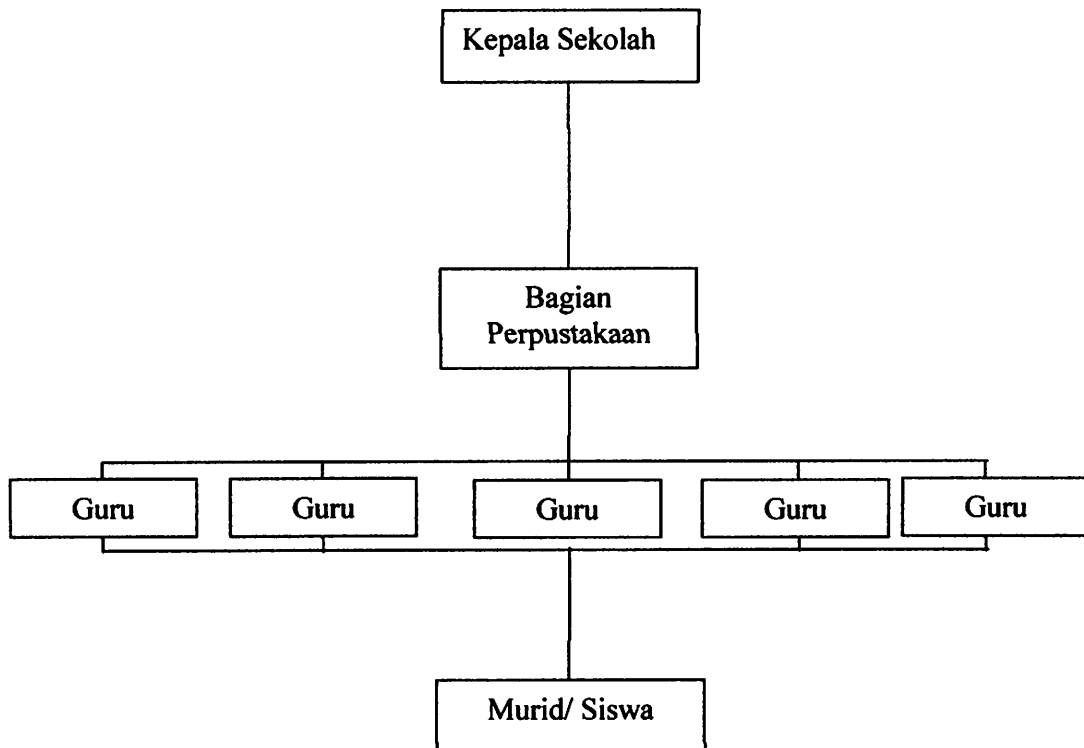 Kepala Sekolah
Bagian
Perpustakaan
Guru
Guru
Guru
Guru
Guru
Murid/ Siswa